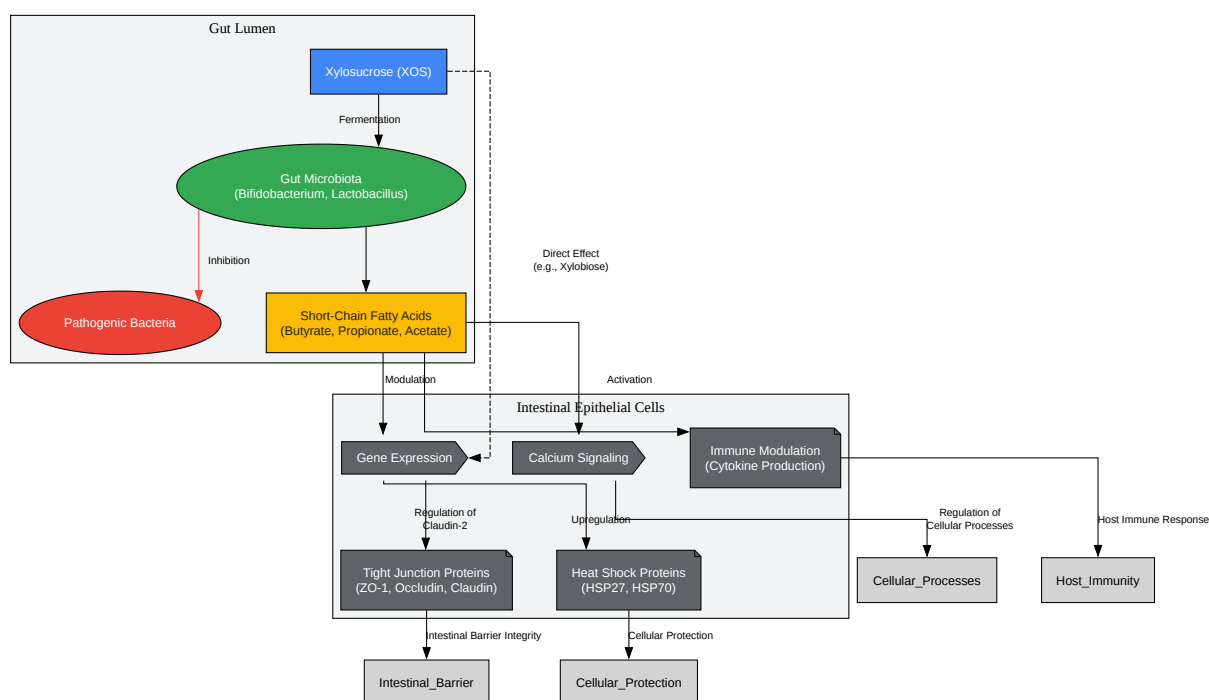 Gut Lumen
Xylosucrose (XOS)
Fermentation
Gut Microbiota
(Bifidobacterium, Lactobacillus)
Direct Effect
(e.g., Xylobiose)
Inhibition
Pathogenic Bacteria
Short-Chain Fatty Acids
(Butyrate, Propionate, Acetate)
Modulation
Activation
Intestinal Epithelial Cells
Gene Expression
Calcium Signaling
Immune Modulation
(Cytokine Production)
Regulation of
Claudin-2
Upregulation
Regulation of
Cellular Processes
Host Immune Response
Tight Junction Proteins
(ZO-1, Occludin, Claudin)
Heat Shock Proteins
(HSP27, HSP70)
Cellular_Processes
Host_Immunity
Intestinal Barrier Integrity
Cellular Protection
Intestinal_Barrier
Cellular_Protection